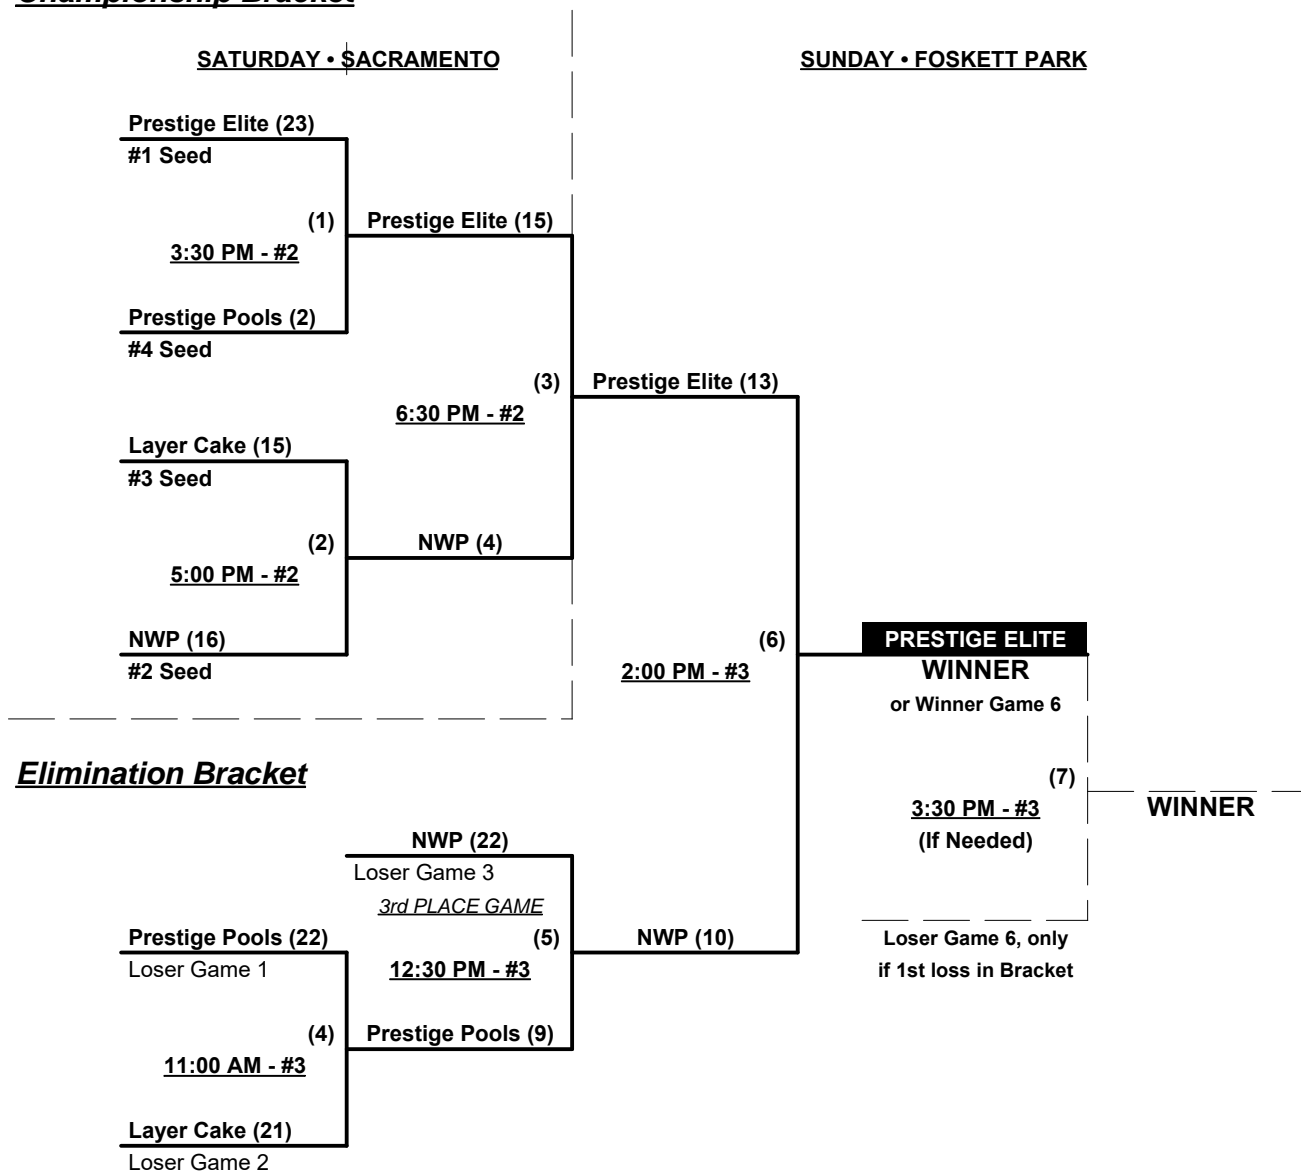 Championship Bracket
SATURDAY • SACRAMENTO
SUNDAY • FOSKETT PARK
Prestige Elite (23)
#1 Seed
(1)
Prestige Elite (15)
3:30 PM - #2
Prestige Pools (2)
#4 Seed
(3)
Prestige Elite (13)
6:30 PM - #2
Layer Cake (15)
#3 Seed
(2)
NWP (4)
5:00 PM - #2
NWP (16)
#2 Seed
(6)
2:00 PM - #3
PRESTIGE ELITE
WINNER
or Winner Game 6
(7)
3:30 PM - #3
(If Needed)
WINNER
Loser Game 6, only
if 1st loss in Bracket
Elimination Bracket
NWP (22)
Loser Game 3
3rd PLACE GAME
Prestige Pools (22)
Loser Game 1
(5)
NWP (10)
12:30 PM - #3
(4)
Prestige Pools (9)
11:00 AM - #3
Layer Cake (21)
Loser Game 2